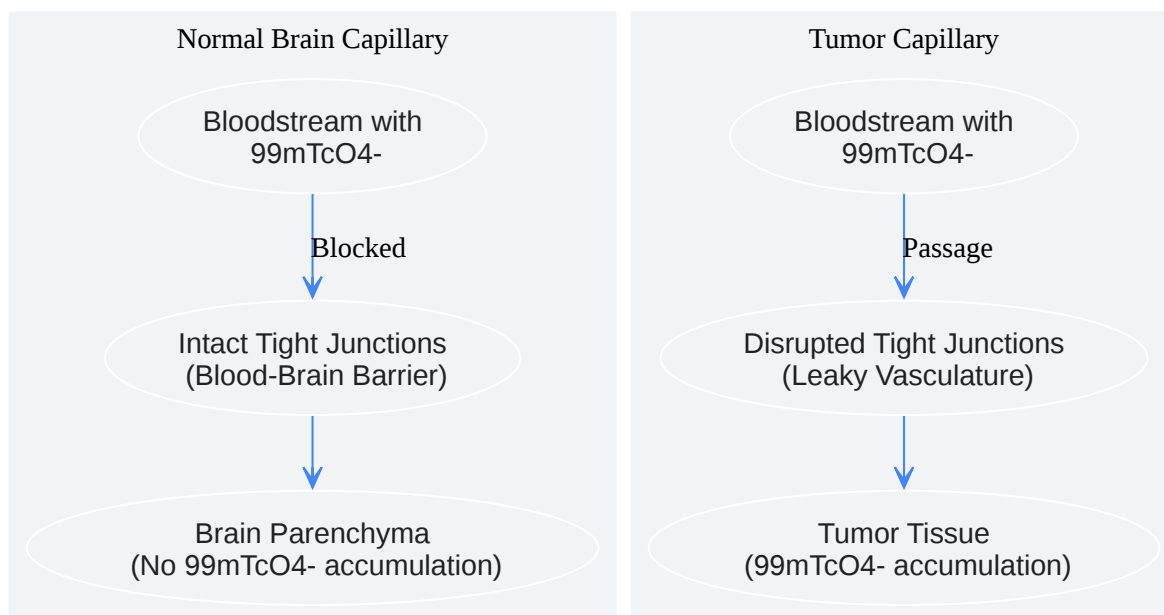 Normal Brain Capillary
Bloodstream with
99mTcO4-
Blocked
Intact Tight Junctions
(Blood-Brain Barrier)
Brain Parenchyma
(No 99mTcO4- accumulation)
Tumor Capillary
Bloodstream with
99mTcO4-
Passage
Disrupted Tight Junctions
(Leaky Vasculature)
Tumor Tissue
(99mTcO4- accumulation)